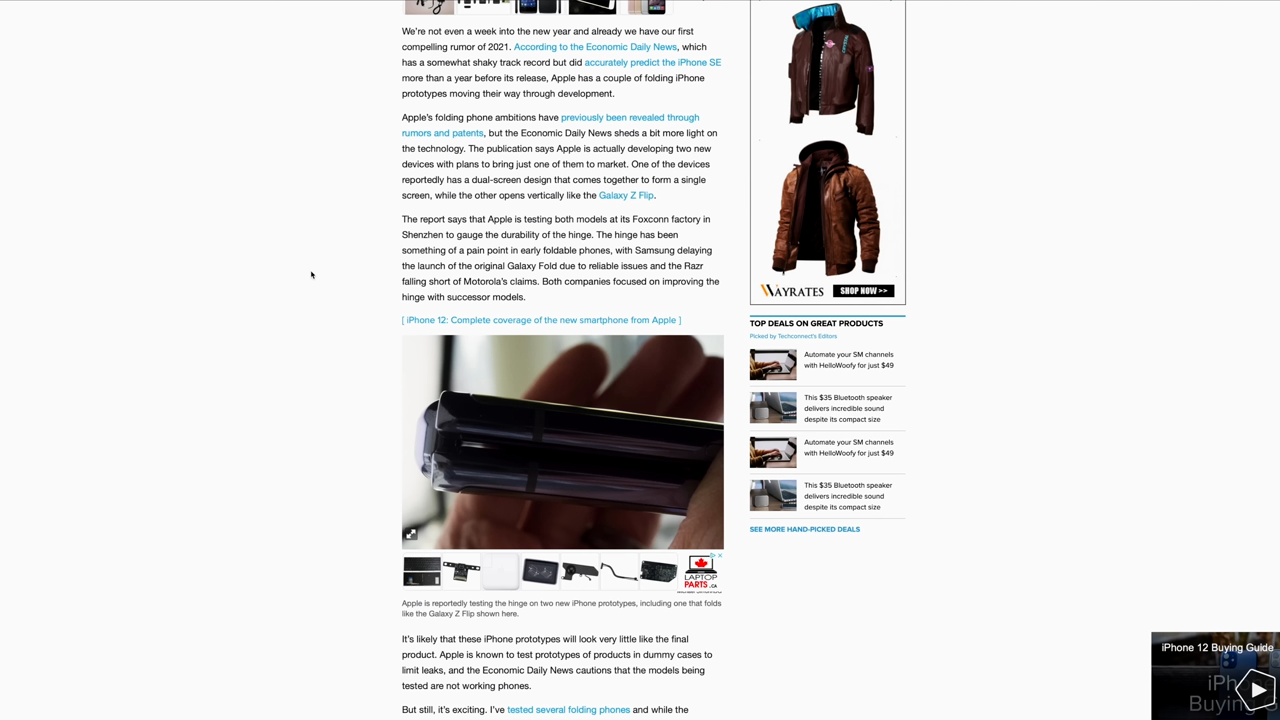 We're not even a week into the new year and already we have our first
compelling rumor of 2021. According to the Economic Daily News, which
has a somewhat shaky track record but did accurately predict the iPhone SE
more than a year before its release, Apple has a couple of folding iPhone
prototypes moving their way through development.
Apple's folding phone ambitions have previously been revealed through
rumors and patents, but the Economic Daily News sheds a bit more light on
the technology. The publication says Apple is actually developing two new
devices with plans to bring just one of them to market. One of the devices
reportedly has a dual-screen design that comes together to form a single
screen, while the other opens vertically like the Galaxy Z Flip.
The report says that Apple is testing both models at its Foxconn factory in
Shenzhen to gauge the durability of the hinge. The hinge has been
something of a pain point in early foldable phones, with Samsung delaying
the launch of the original Galaxy Fold due to reliable issues and the Razr
falling short of Motorola's claims. Both companies focused on improving the
hinge with successor models.
[ iPhone 12: Complete coverage of the new smartphone from Apple ]
LAPTOP
PARTS.CA
Apple is reportedly testing the hinge on two new iPhone prototypes, including one that folds
like the Galaxy Z Flip shown here.
It's likely that these iPhone prototypes will look very little like the final
product. Apple is known to test prototypes of products in dummy cases to
limit leaks, and the Economic Daily News cautions that the models being
tested are not working phones.
But still, it's exciting. I've tested several folding phones and while the
WAYRATES SHOP NOW >>
TOP DEALS ON GREAT PRODUCTS
Picked by Techconnect's Editors
Automate your SM channels
with HelloWoofy for just $49
This $35 Bluetooth speaker
delivers incredible sound
despite its compact size
Automate your SM channels
with HelloWoofy for just $49
This $35 Bluetooth speaker
delivers incredible sound
despite its compact size
SEE MORE HAND-PICKED DEALS
iPhone 12 Buying Guide